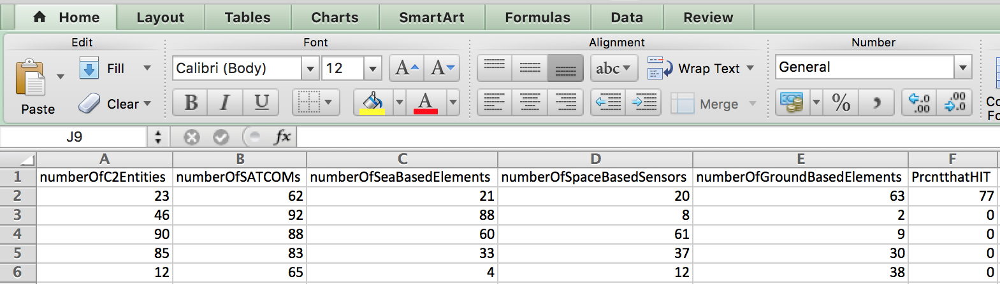 Home Layout Tables Charts SmartArt Formulas Data Review
Edit Font Alignment Number
Fill Calibri (Body) 12 A A abc Wrap Text General
Paste Clear B I U A Merge % , .0 .00 .00 .0
J9 fx
A B C D E F
1 numberOfC2Entities numberOfSATCOMs numberOfSeaBasedElements numberOfSpaceBasedSensors numberOfGroundBasedElements PrcntthatHIT
2 23 62 21 20 63 77
3 46 92 88 8 2 0
4 90 88 60 61 9 0
5 85 83 33 37 30 0
6 12 65 4 12 38 0